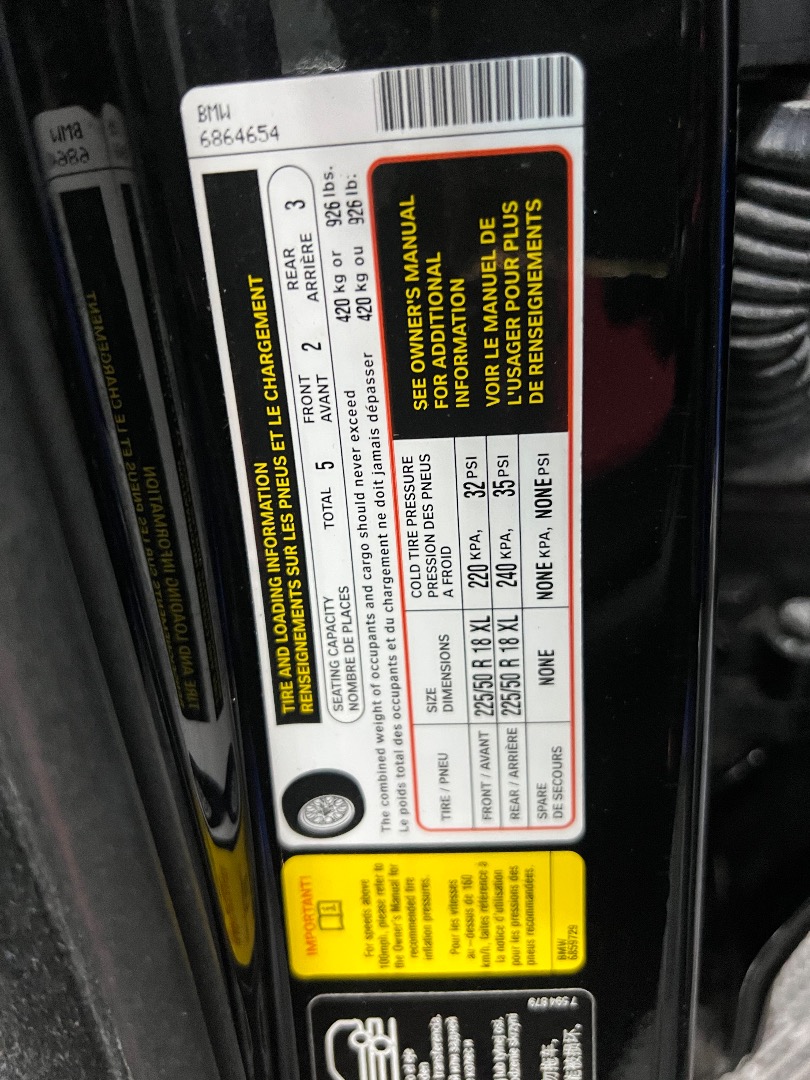 BMW
6864654
TIRE AND LOADING INFORMATION
RENSEIGNEMENTS SUR LES PNEUS ET LE CHARGEMENT
SEATING CAPACITY TOTAL 5 FRONT 2 REAR 3
NOMBRE DE PLACES AVANT ARRIÈRE
The combined weight of occupants and cargo should never exceed 420 kg or 926 lbs.
Le poids total des occupants et du chargement ne doit jamais dépasser 420 kg ou 926 lb.
TIRE / PNEU SIZE COLD TIRE PRESSURE
DIMENSIONS PRESSION DES PNEUS
A FROID
FRONT / AVANT 225/50 R 18 XL 220 KPA, 32 PSI
REAR / ARRIÈRE 225/50 R 18 XL 240 KPA, 35 PSI
SPARE NONE NONE KPA, NONE PSI
DE SECOURS
SEE OWNER'S MANUAL
FOR ADDITIONAL
INFORMATION
VOIR LE MANUEL DE
L'USAGER POUR PLUS
DE RENSEIGNEMENTS
IMPORTANT!
For speeds above
100mph, please refer to
the Owner's Manual for
recommended tire
inflation pressures.
Pour les vitesses
au-dessus de 160
km/h, faites référence à
la notice d'utilisation
pour les pressions des
pneus recommandées.
BMW
6859729
7594879
transferencia.